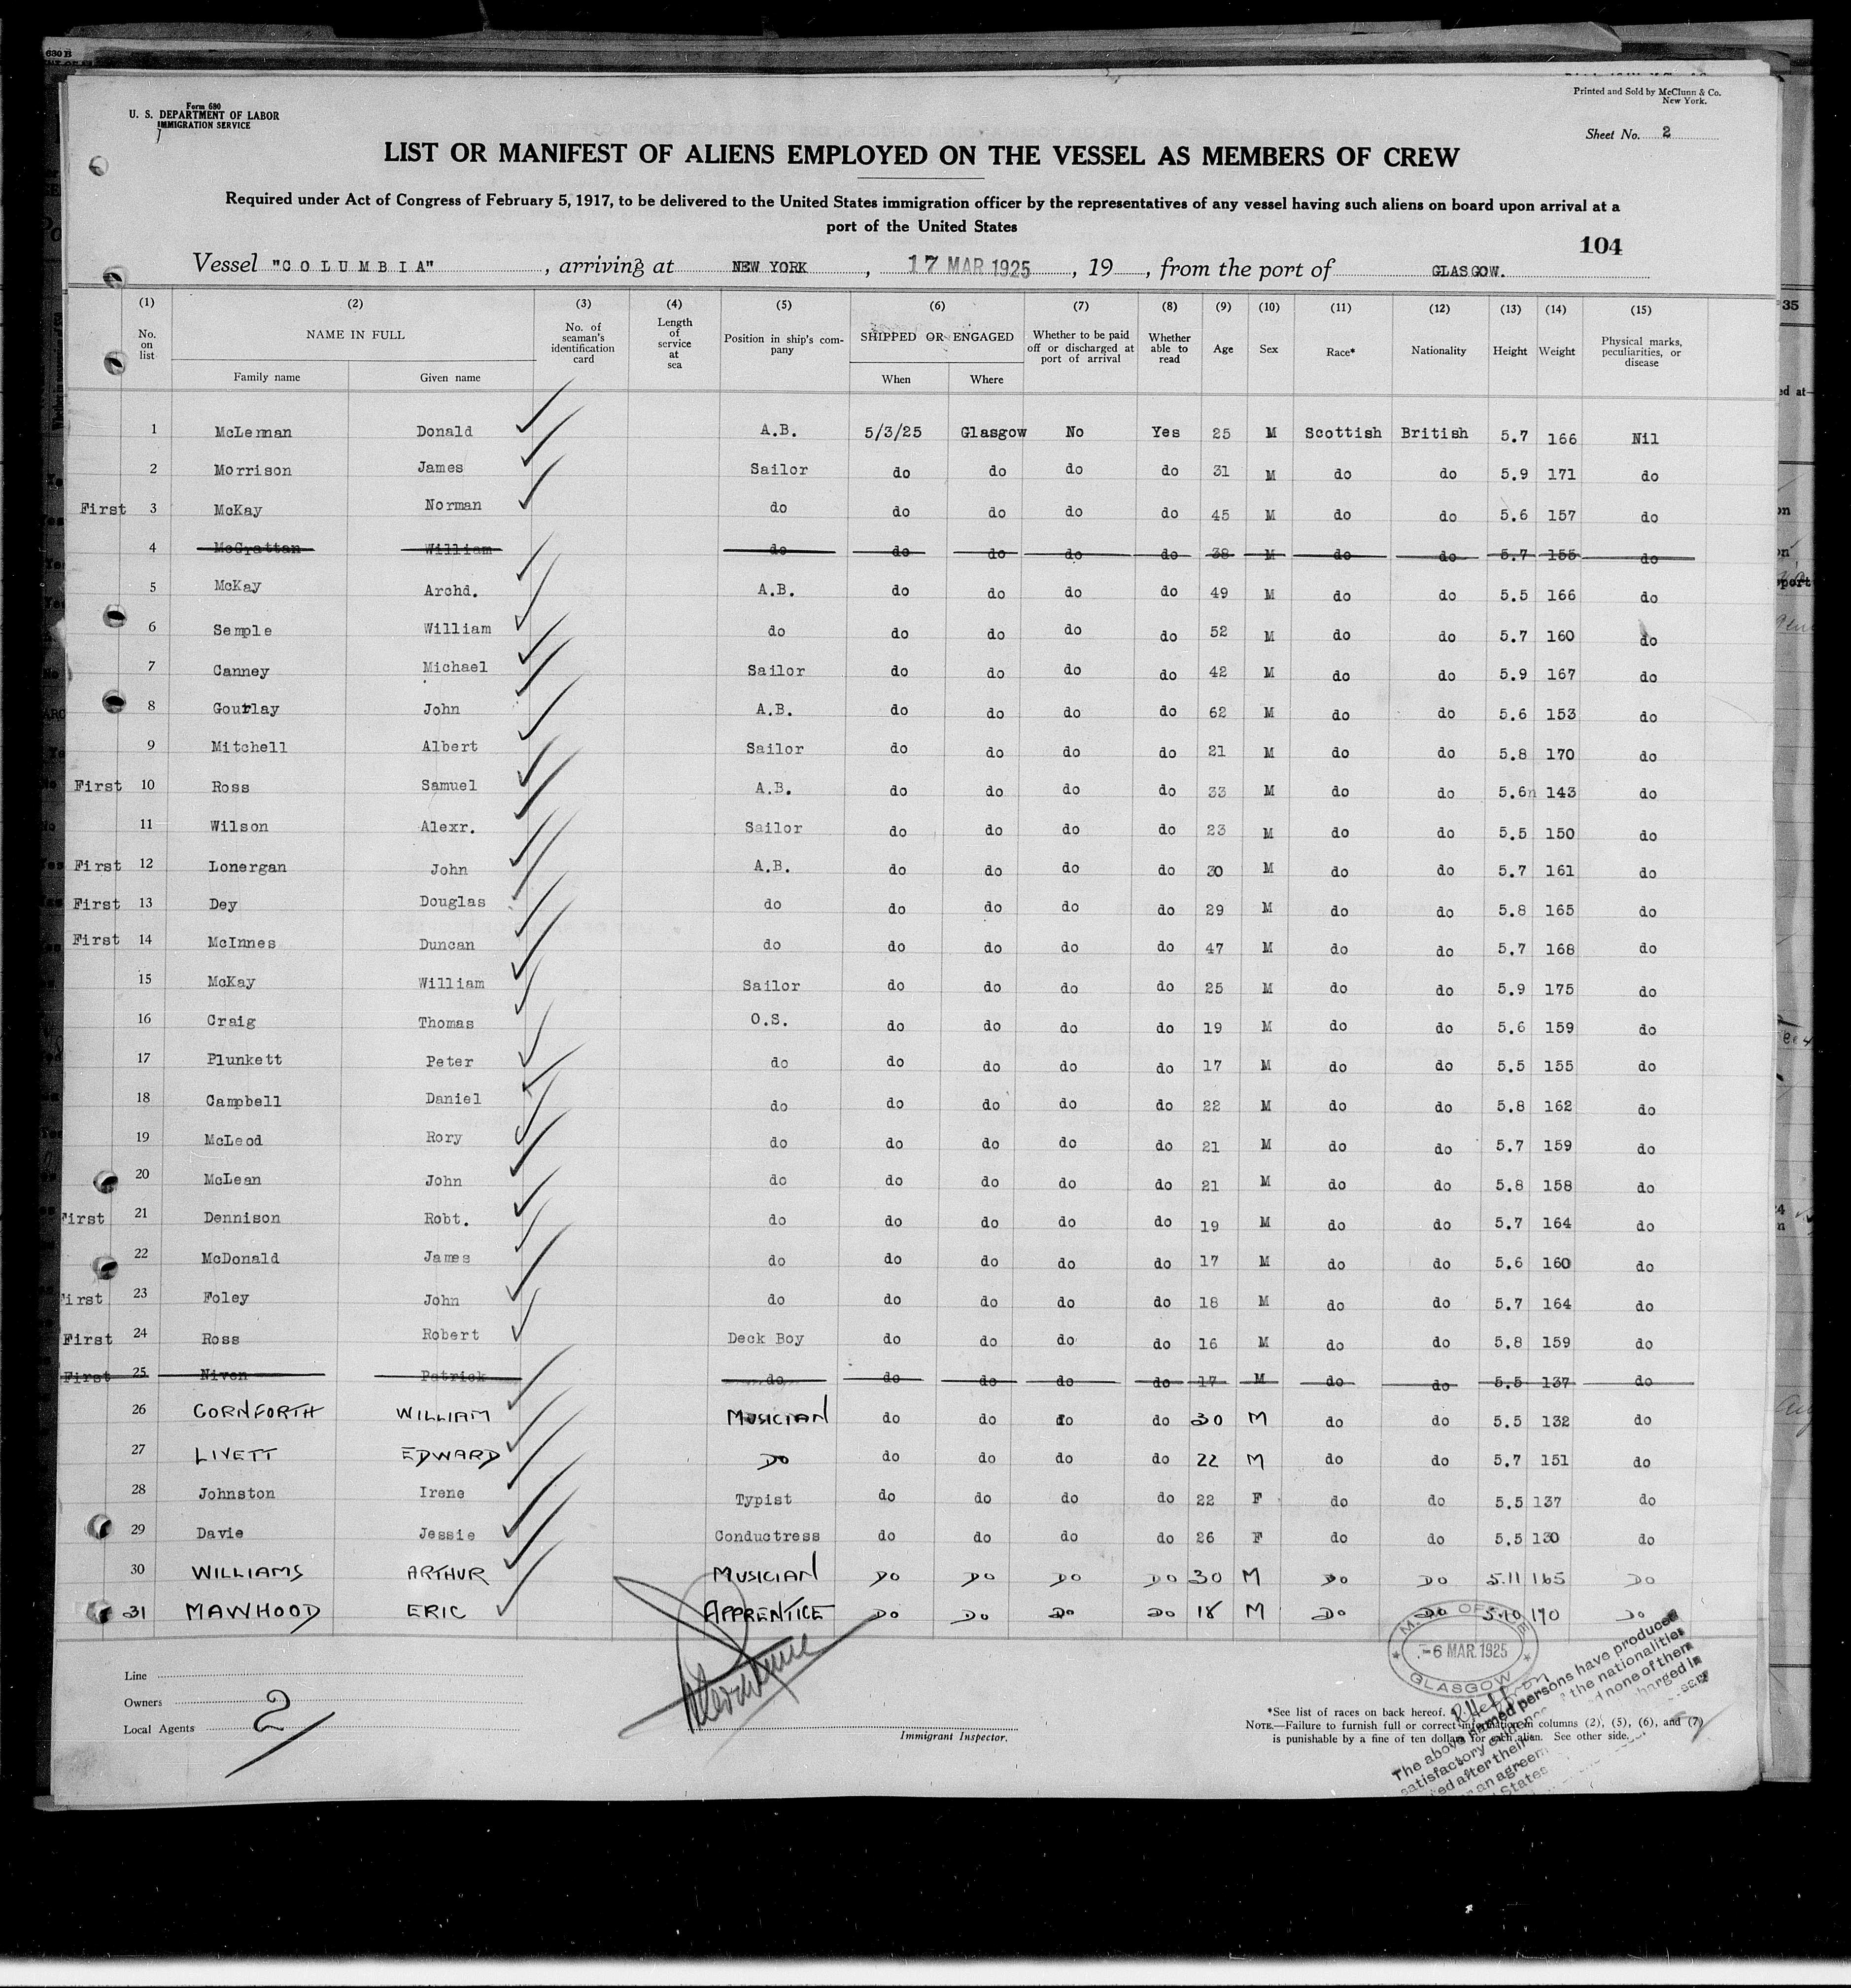 Form 680
U. S. DEPARTMENT OF LABOR
IMMIGRATION SERVICE
Printed and Sold by McClunn & Co.
New York.
Sheet No. 2
LIST OR MANIFEST OF ALIENS EMPLOYED ON THE VESSEL AS MEMBERS OF CREW
Required under Act of Congress of February 5, 1917, to be delivered to the United States immigration officer by the representatives of any vessel having such aliens on board upon arrival at a
port of the United States
104
Vessel "COLUMBIA", arriving at NEW YORK, 17 MAR 1925, 19, from the port of GLASGOW.
(1) (2) (3) (4) (5) (6) (7) (8) (9) (10) (11) (12) (13) (14) (15)
No. on list NAME IN FULL No. of seaman's identification card Length of service at sea Position in ship's company SHIPPED OR ENGAGED Whether to be paid off or discharged at port of arrival Whether able to read Age Sex Race* Nationality Height Weight Physical marks, peculiarities, or disease
Family name Given name When Where
1 McLennan Donald A.B. 5/3/25 Glasgow No Yes 25 M Scottish British 5.7 166 Nil
2 Morrison James Sailor do do do do 31 M do do 5.9 171 do
First 3 McKay Norman do do do do do 45 M do do 5.6 157 do
4 McGrattan William do do do do do 38 M do do 5.7 155 do
5 McKay Archd. A.B. do do do do 49 M do do 5.5 166 do
6 Semple William do do do do do 52 M do do 5.7 160 do
7 Canney Michael Sailor do do do do 42 M do do 5.9 167 do
8 Gourlay John A.B. do do do do 62 M do do 5.6 153 do
9 Mitchell Albert Sailor do do do do 21 M do do 5.8 170 do
First 10 Ross Samuel A.B. do do do do 33 M do do 5.6n 143 do
11 Wilson Alexr. Sailor do do do do 23 M do do 5.5 150 do
First 12 Lonergan John A.B. do do do do 30 M do do 5.7 161 do
First 13 Dey Douglas do do do do do 29 M do do 5.8 165 do
First 14 McInnes Duncan do do do do do 47 M do do 5.7 168 do
15 McKay William Sailor do do do do 25 M do do 5.9 175 do
16 Craig Thomas O.S. do do do do 19 M do do 5.6 159 do
17 Plunkett Peter do do do do do 17 M do do 5.5 155 do
18 Campbell Daniel do do do do do 22 M do do 5.8 162 do
19 McLeod Rory do do do do do 21 M do do 5.7 159 do
20 McLean John do do do do do 21 M do do 5.8 158 do
First 21 Dennison Robt. do do do do do 19 M do do 5.7 164 do
22 McDonald James do do do do do 17 M do do 5.6 160 do
First 23 Foley John do do do do do 18 M do do 5.7 164 do
First 24 Ross Robert Deck Boy do do do do 16 M do do 5.8 159 do
First 25 Niven Patrick do do do do do 17 M do do 5.5 137 do
26 CORNFORTH WILLIAM MUSICIAN do do do do 30 M do do 5.5 132 do
27 LIVETT EDWARD DO do do do do 22 M do do 5.7 151 do
28 Johnston Irene Typist do do do do 22 F do do 5.5 137 do
29 Davie Jessie Conductress do do do do 26 F do do 5.5 130 do
30 WILLIAMS ARTHUR MUSICIAN DO DO DO DO 30 M DO DO 5.11 165 DO
31 MAWHOOD ERIC APPRENTICE DO DO DO DO 18 M DO DO 5.10 170 DO
Line
Owners
Local Agents
2
Immigrant Inspector.
-6 MAR. 1925
GLASGOW
*See list of races on back hereof.
NOTE.—Failure to furnish full or correct information in columns (2), (5), (6), and (7)
is punishable by a fine of ten dollars for each alien. See other side.
The above named persons have produced
satisfactory evidence of the nationalities
and none of them